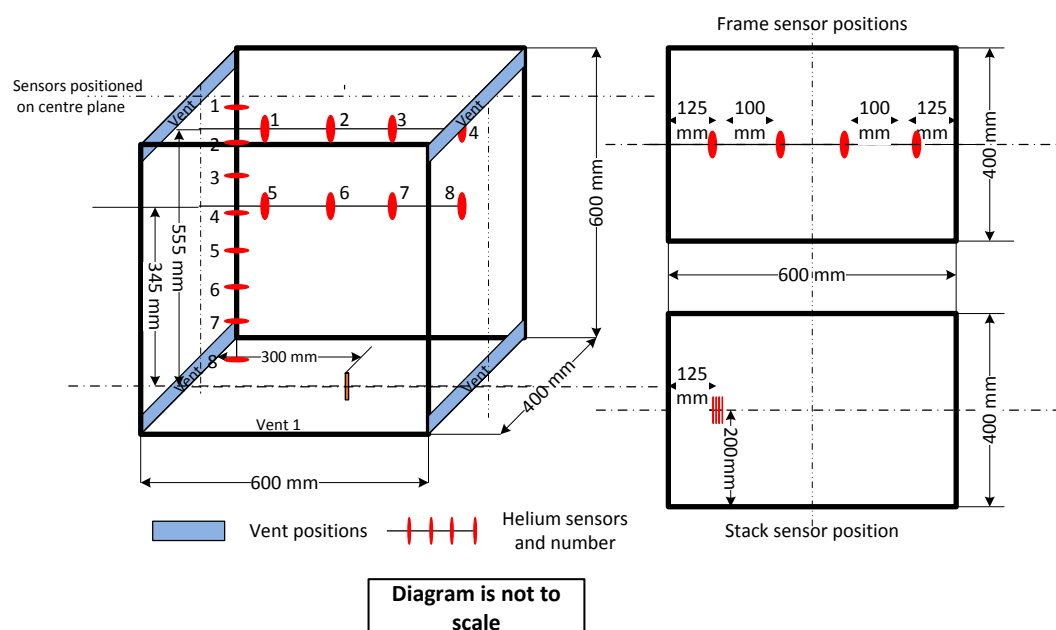 Frame sensor positions
Sensors positioned
on centre plane
Vent
Vent
1
2
3
4
5
6
7
8
1
2
3
4
5
6
7
8
555 mm
345 mm
600 mm
300 mm
Vent
Vent
400 mm
Vent 1
600 mm
125
mm
100
mm
100
mm
125
mm
400 mm
600 mm
125
mm
200mm
400 mm
Stack sensor position
Vent positions
Helium sensors
and number
Diagram is not to
scale